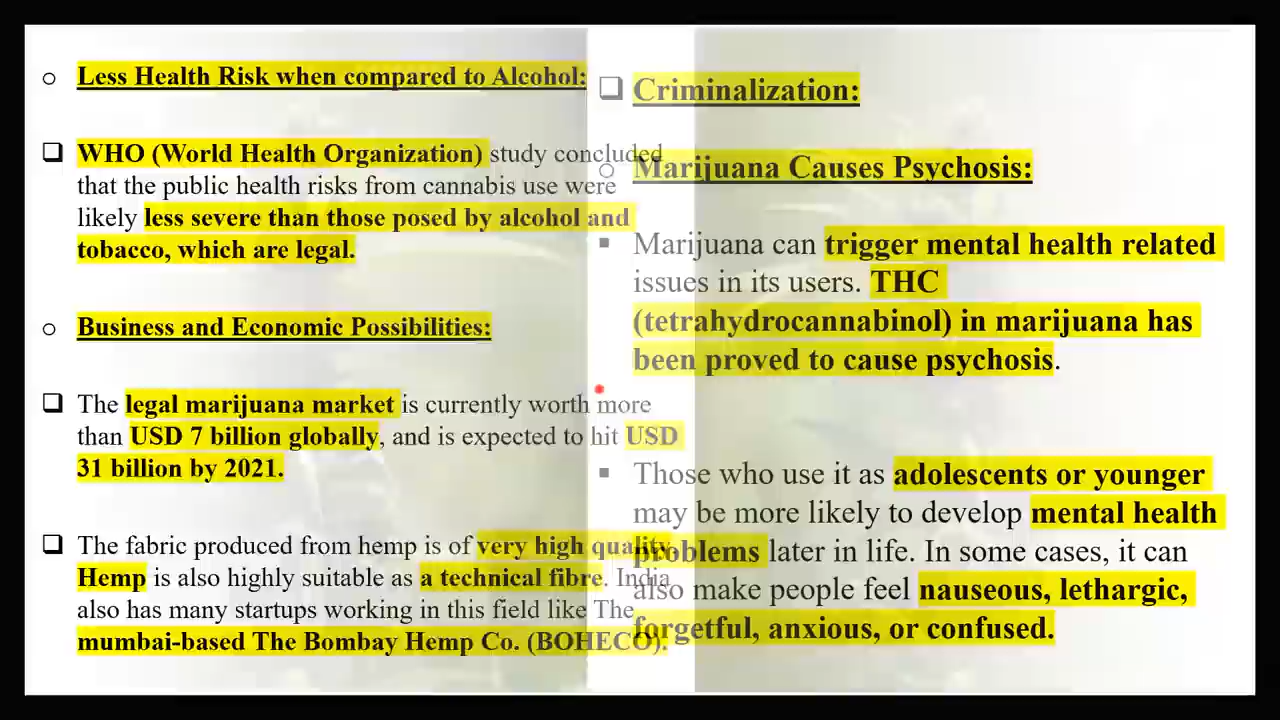 Less Health Risk when compared to Alcohol:
WHO (World Health Organization) study concluded
that the public health risks from cannabis use were
likely less severe than those posed by alcohol and
tobacco, which are legal.
Business and Economic Possibilities:
The legal marijuana market is currently worth more
than USD 7 billion globally, and is expected to hit USD
31 billion by 2021.
The fabric produced from hemp is of very high quality.
Hemp is also highly suitable as a technical fibre. India
also has many startups working in this field like The
mumbai-based The Bombay Hemp Co. (BOHECO).
Criminalization:
Marijuana Causes Psychosis:
Marijuana can trigger mental health related
issues in its users. THC
(tetrahydrocannabinol) in marijuana has
been proved to cause psychosis.
Those who use it as adolescents or younger
may be more likely to develop mental health
problems later in life. In some cases, it can
also make people feel nauseous, lethargic,
forgetful, anxious, or confused.